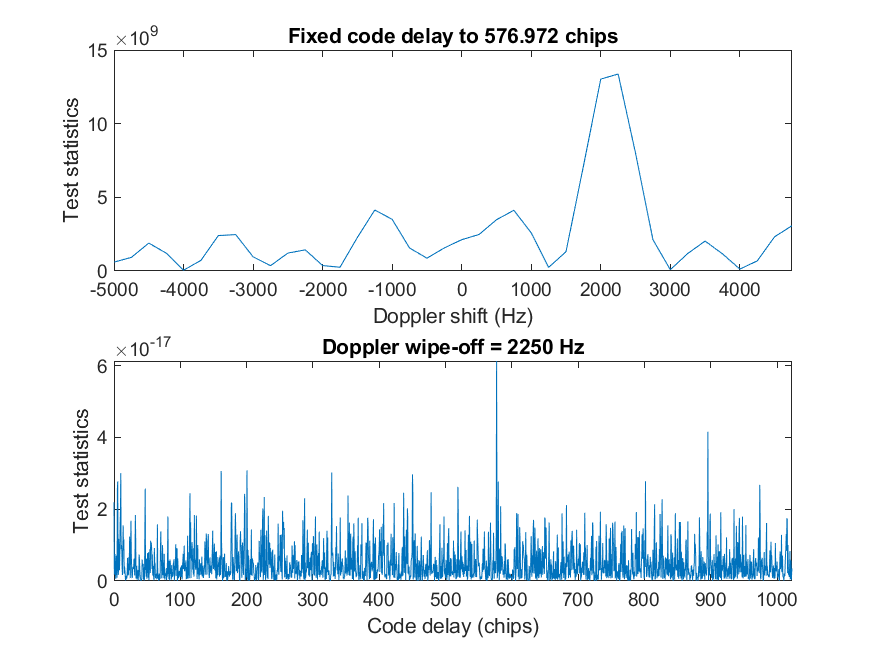 ×10^9
Fixed code delay to 576.972 chips
15
10
5
0
Test statistics
-5000 -4000 -3000 -2000 -1000 0 1000 2000 3000 4000
Doppler shift (Hz)
×10^-17
Doppler wipe-off = 2250 Hz
6
4
2
0
Test statistics
0 100 200 300 400 500 600 700 800 900 1000
Code delay (chips)